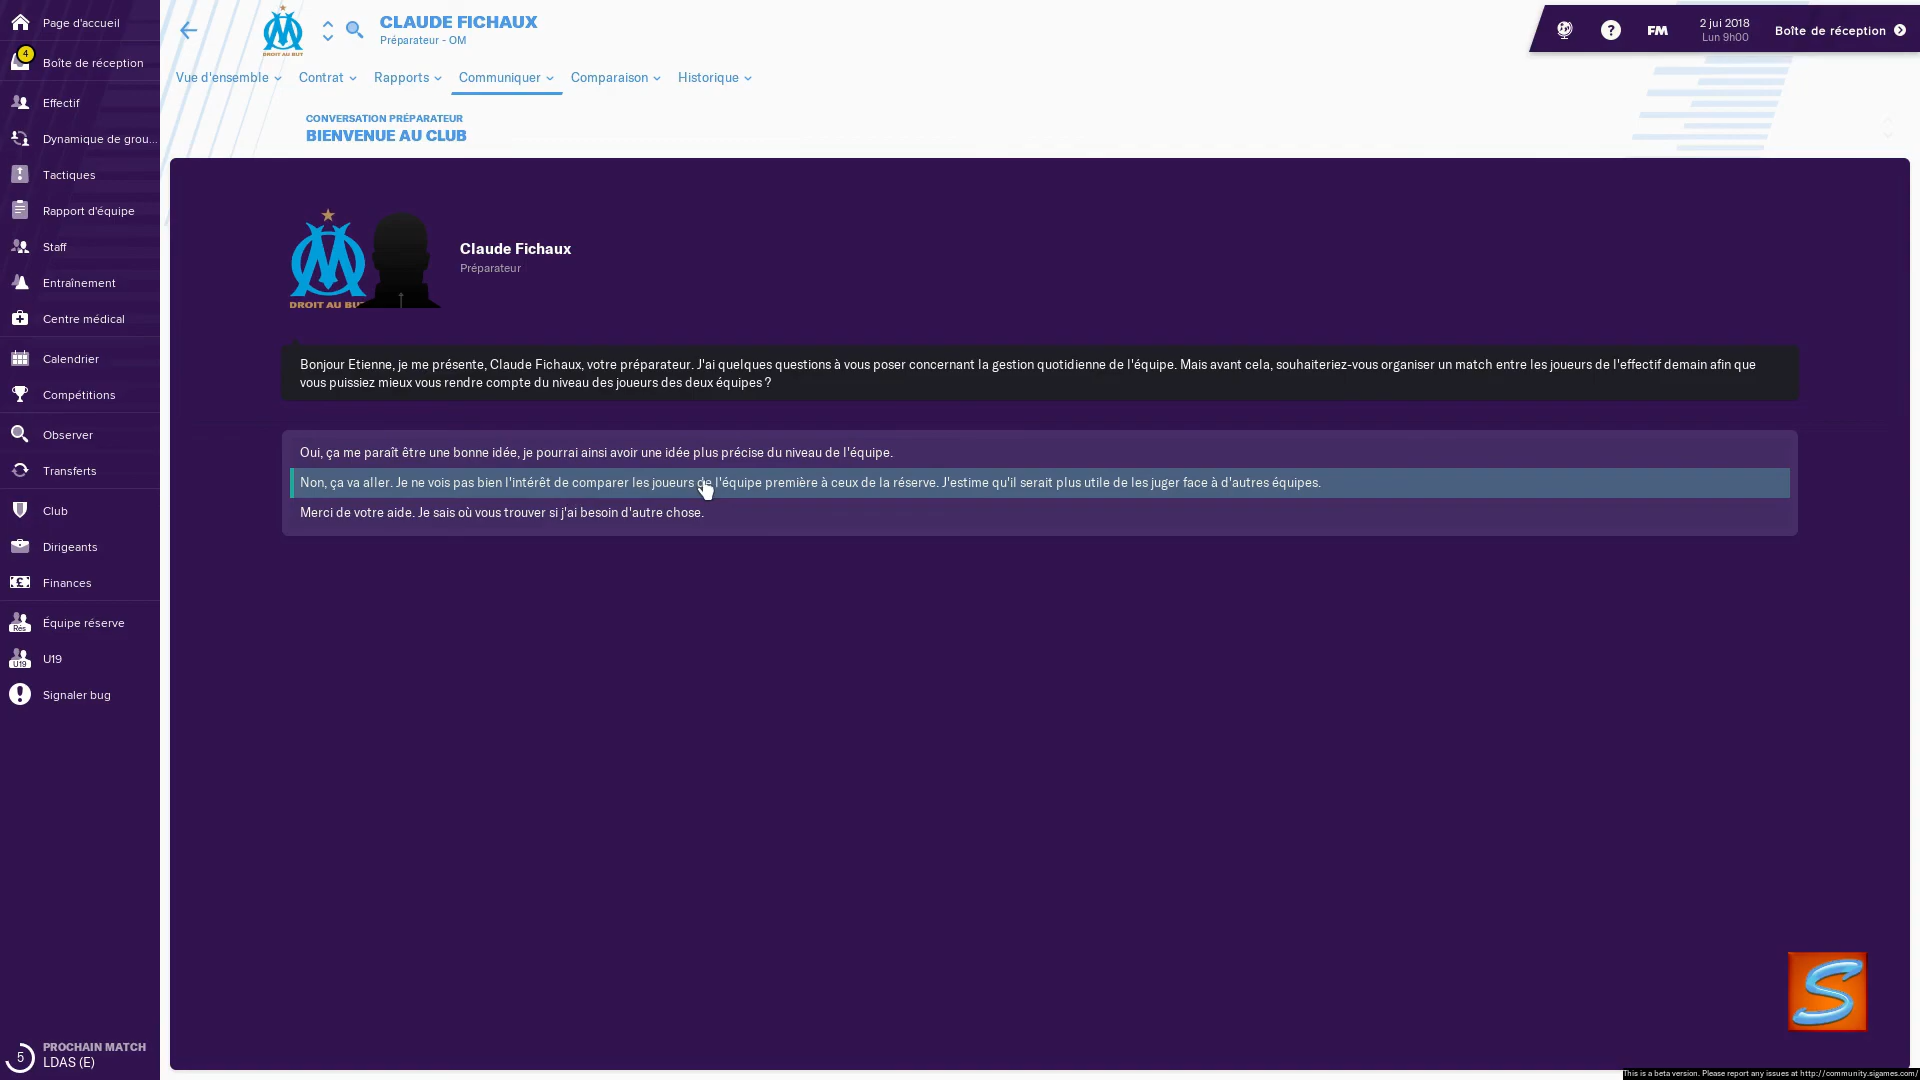 Page d'accueil
4
Boîte de réception
Effectif
Dynamique de grou...
Tactiques
Rapport d'équipe
Staff
Entraînement
Centre médical
Calendrier
Compétitions
Observer
Transferts
Club
Dirigeants
Finances
Rés
Équipe réserve
U19
U19
Signaler bug
5
PROCHAIN MATCH
LDAS (E)
DROIT AU BUT
CLAUDE FICHAUX
Préparateur - OM
?
FM
2 jui 2018
Lun 9h00
Boîte de réception
Vue d'ensemble
Contrat
Rapports
Communiquer
Comparaison
Historique
CONVERSATION PRÉPARATEUR
BIENVENUE AU CLUB
DROIT AU BUT
Claude Fichaux
Préparateur
Bonjour Etienne, je me présente, Claude Fichaux, votre préparateur. J'ai quelques questions à vous poser concernant la gestion quotidienne de l'équipe. Mais avant cela, souhaiteriez-vous organiser un match entre les joueurs de l'effectif demain afin que
vous puissiez mieux vous rendre compte du niveau des joueurs des deux équipes ?
Oui, ça me paraît être une bonne idée, je pourrai ainsi avoir une idée plus précise du niveau de l'équipe.
Non, ça va aller. Je ne vois pas bien l'intérêt de comparer les joueurs de l'équipe première à ceux de la réserve. J'estime qu'il serait plus utile de les juger face à d'autres équipes.
Merci de votre aide. Je sais où vous trouver si j'ai besoin d'autre chose.
S
This is a beta version. Please report any issues at http://community.sigames.com/